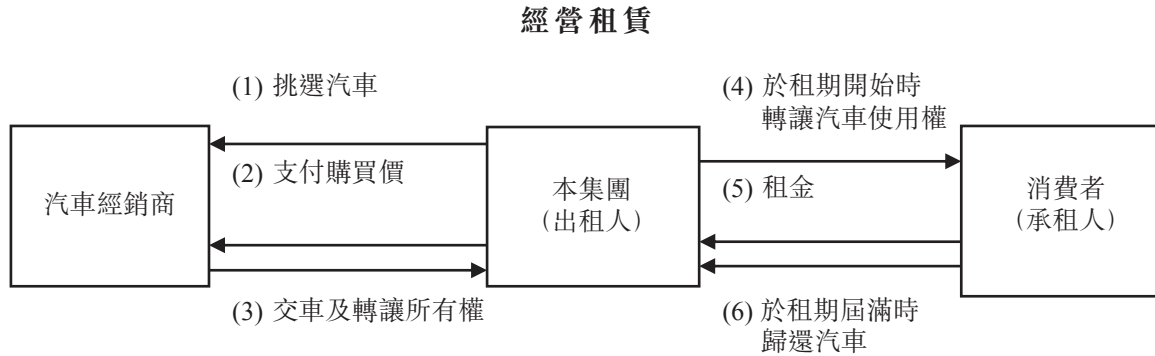 經營租賃
(1) 挑選汽車
(2) 支付購買價
(3) 交車及轉讓所有權
(4) 於租期開始時
轉讓汽車使用權
(5) 租金
(6) 於租期屆滿時
歸還汽車
汽車經銷商
本集團
（出租人）
消費者
（承租人）